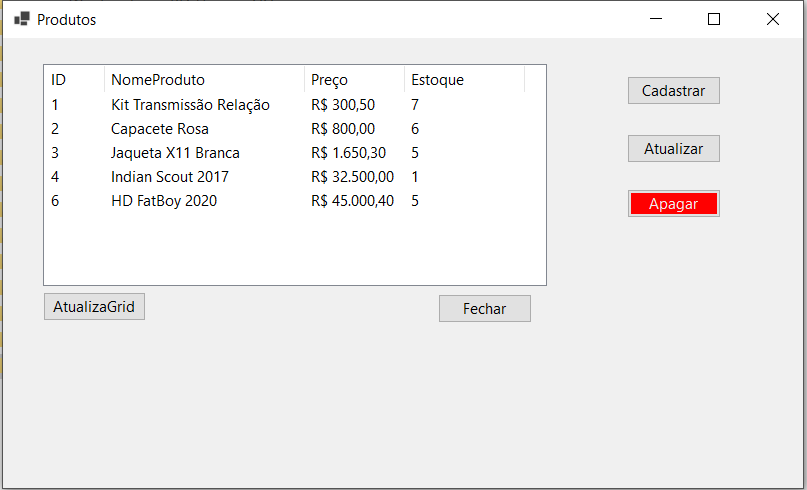 Produtos
ID NomeProduto Preço Estoque
1 Kit Transmissão Relação R$ 300,50 7
2 Capacete Rosa R$ 800,00 6
3 Jaqueta X11 Branca R$ 1.650,30 5
4 Indian Scout 2017 R$ 32.500,00 1
6 HD FatBoy 2020 R$ 45.000,40 5
Cadastrar
Atualizar
Apagar
AtualizaGrid
Fechar